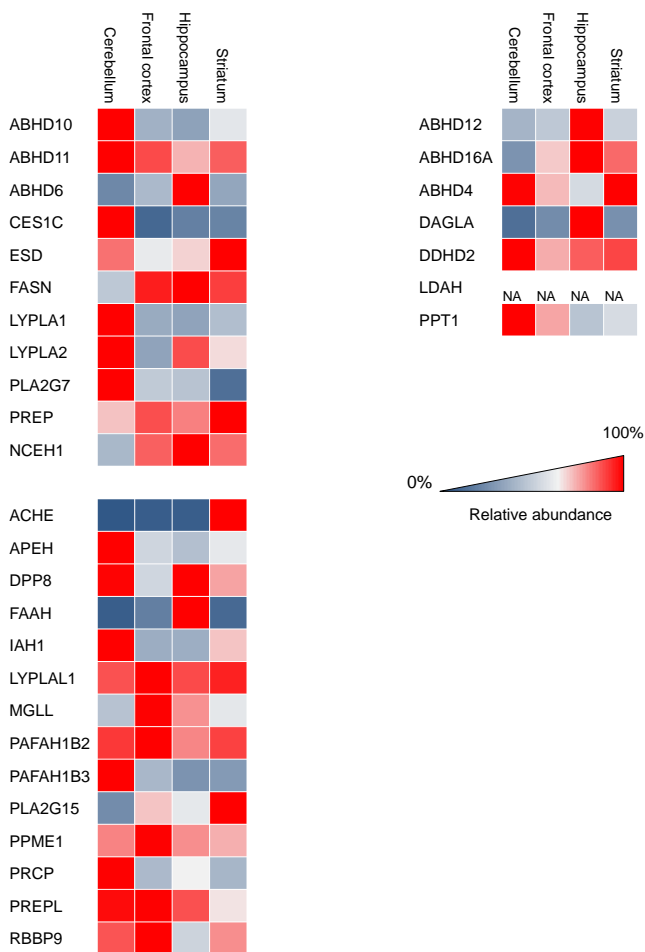 Cerebellum
Frontal cortex
Hippocampus
Striatum
ABHD10
ABHD11
ABHD6
CES1C
ESD
FASN
LYPLA1
LYPLA2
PLA2G7
PREP
NCEH1
ACHE
APEH
DPP8
FAAH
IAH1
LYPLAL1
MGLL
PAFAH1B2
PAFAH1B3
PLA2G15
PPME1
PRCP
PREPL
RBBP9
Cerebellum
Frontal cortex
Hippocampus
Striatum
ABHD12
ABHD16A
ABHD4
DAGLA
DDHD2
LDAH NA NA NA NA
PPT1
100%
0%
Relative abundance